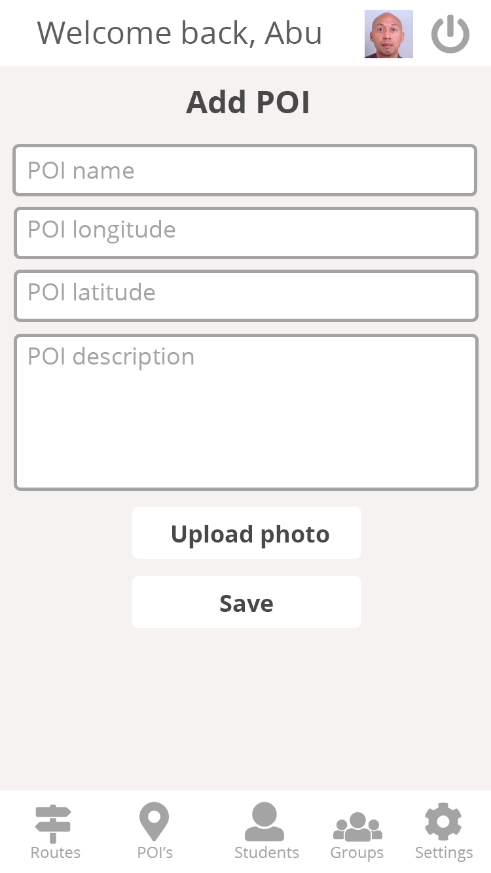 Welcome back, Abu
Add POI
POI name
POI longitude
POI latitude
POI description
Upload photo
Save
Routes
POI's
Students
Groups
Settings